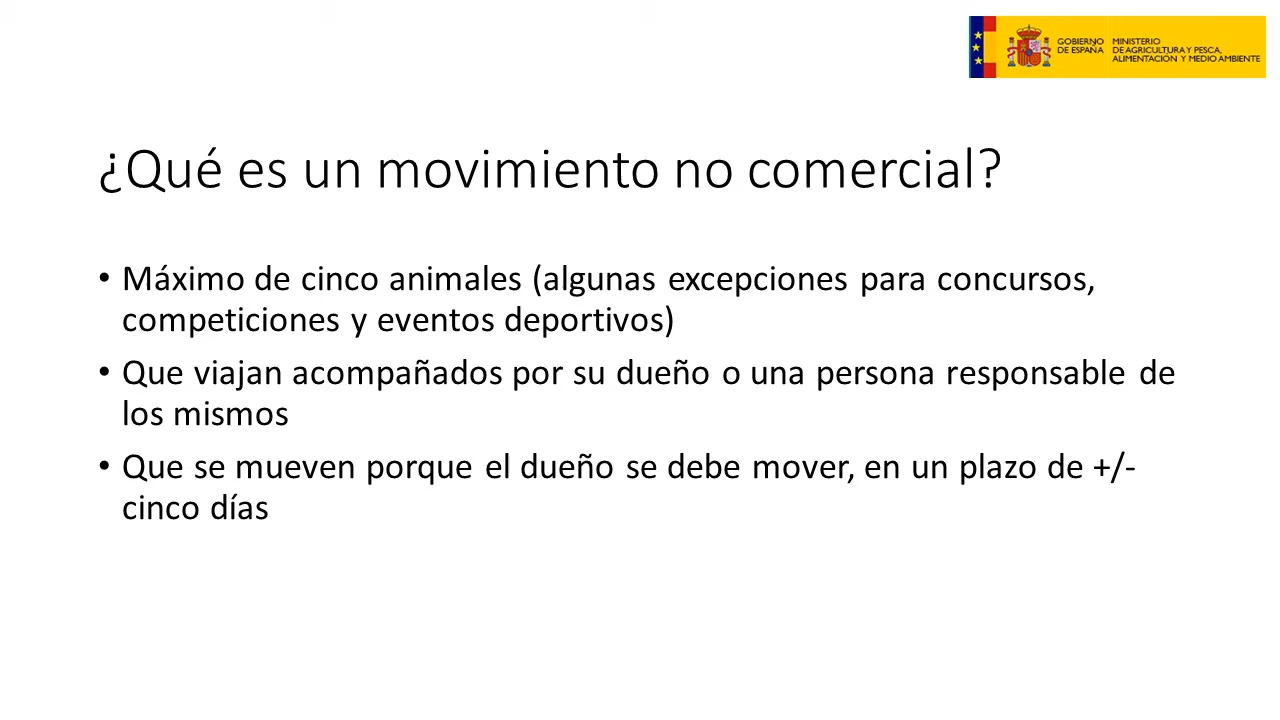 GOBIERNO
DE ESPAÑA
MINISTERIO
DE AGRICULTURA Y PESCA,
ALIMENTACIÓN Y MEDIO AMBIENTE
¿Qué es un movimiento no comercial?
• Máximo de cinco animales (algunas excepciones para concursos,
competiciones y eventos deportivos)
• Que viajan acompañados por su dueño o una persona responsable de
los mismos
• Que se mueven porque el dueño se debe mover, en un plazo de +/-
cinco días